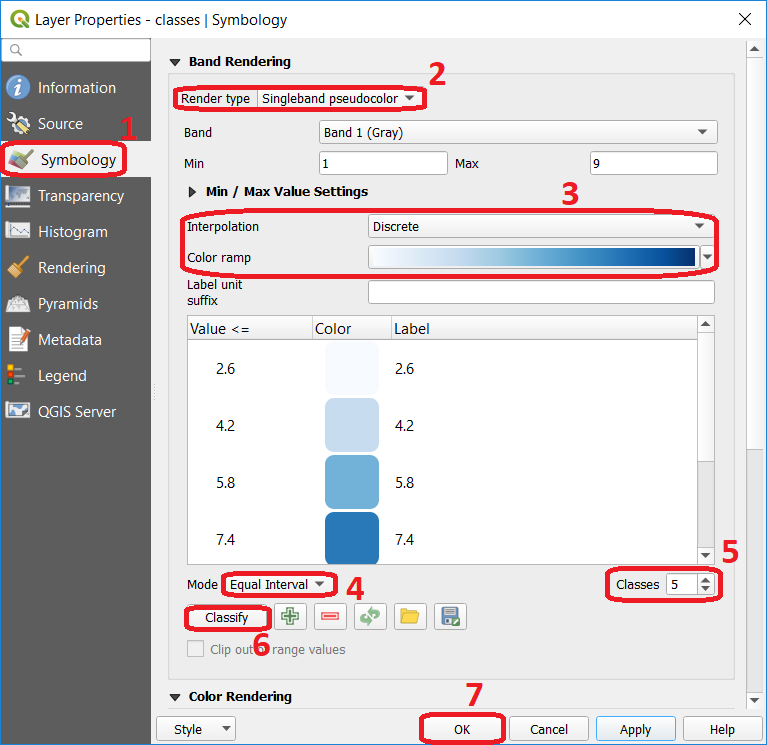 Layer Properties - classes | Symbology
Information
Source
1
Symbology
Transparency
Histogram
Rendering
Pyramids
Metadata
Legend
QGIS Server
Band Rendering
2
Render type Singleband pseudocolor
Band Band 1 (Gray)
Min 1 Max 9
Min / Max Value Settings
3
Interpolation Discrete
Color ramp
Label unit
suffix
Value <= Color Label
2.6 2.6
4.2 4.2
5.8 5.8
7.4 7.4
5
Mode Equal Interval 4 Classes 5
Classify
6
Clip out range values
Color Rendering
7
Style OK Cancel Apply Help